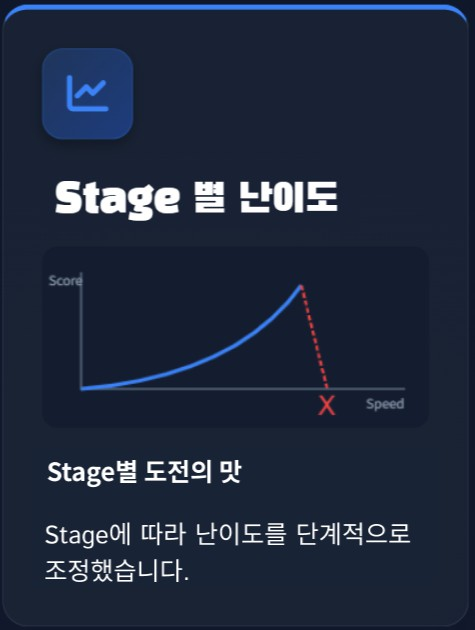 Stage 별 난이도
Score
X
Speed
Stage별 도전의 맛
Stage에 따라 난이도를 단계적으로
조정했습니다.